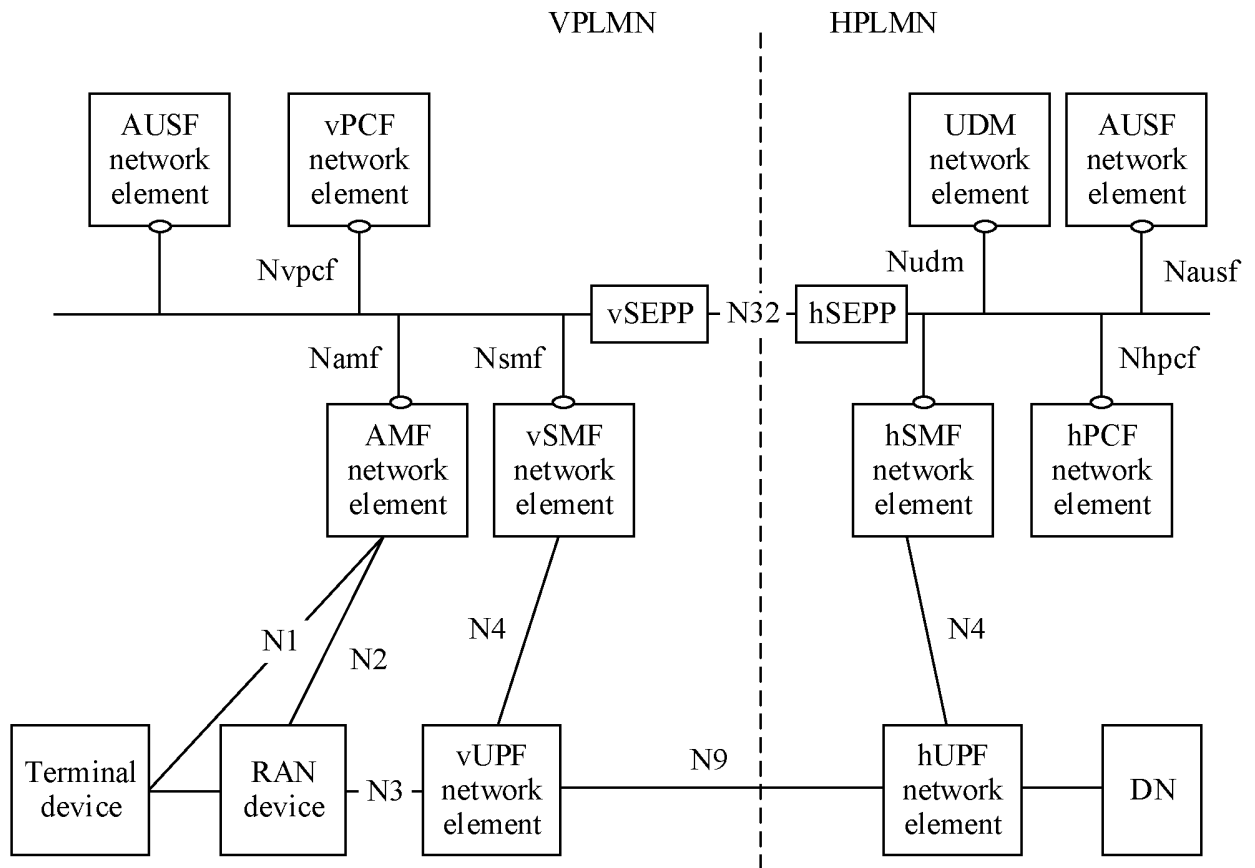 VPLMN
HPLMN
AUSF
network
element
vPCF
network
element
UDM
network
element
AUSF
network
element
Nvpcf
Nudm
Nausf
vSEPP
N32
hSEPP
Namf
Nsmf
Nhpcf
AMF
network
element
vSMF
network
element
hSMF
network
element
hPCF
network
element
N1
N2
N4
N4
Terminal
device
RAN
device
N3
vUPF
network
element
N9
hUPF
network
element
DN